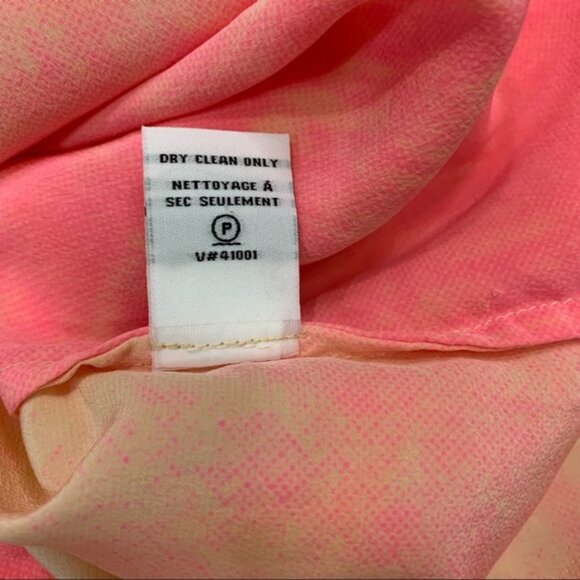 DRY CLEAN ONLY
NETTOYAGE À
SEC SEULEMENT
P
V#41001